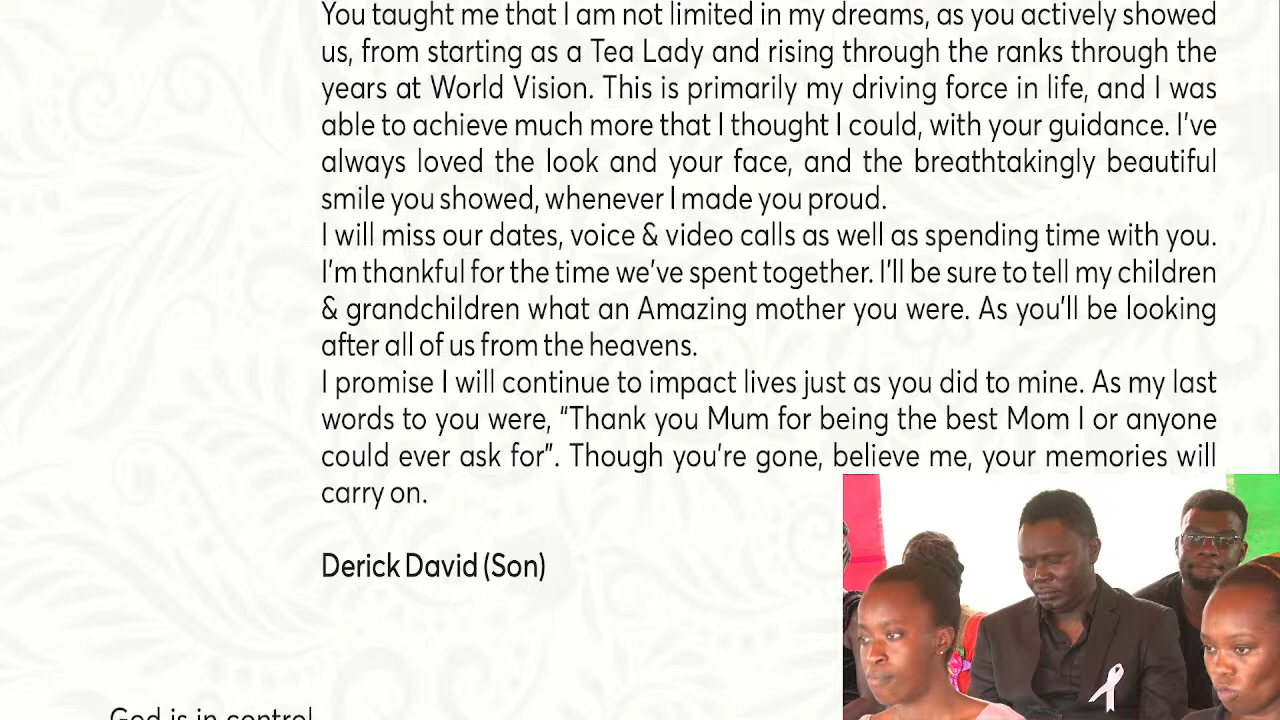 You taught me that I am not limited in my dreams, as you actively showed
us, from starting as a Tea Lady and rising through the ranks through the
years at World Vision. This is primarily my driving force in life, and I was
able to achieve much more that I thought I could, with your guidance. I've
always loved the look and your face, and the breathtakingly beautiful
smile you showed, whenever I made you proud.
I will miss our dates, voice & video calls as well as spending time with you.
I'm thankful for the time we've spent together. I'll be sure to tell my children
& grandchildren what an Amazing mother you were. As you'll be looking
after all of us from the heavens.
I promise I will continue to impact lives just as you did to mine. As my last
words to you were, "Thank you Mum for being the best Mom I or anyone
could ever ask for". Though you're gone, believe me, your memories will
carry on.
Derick David (Son)
God is in control